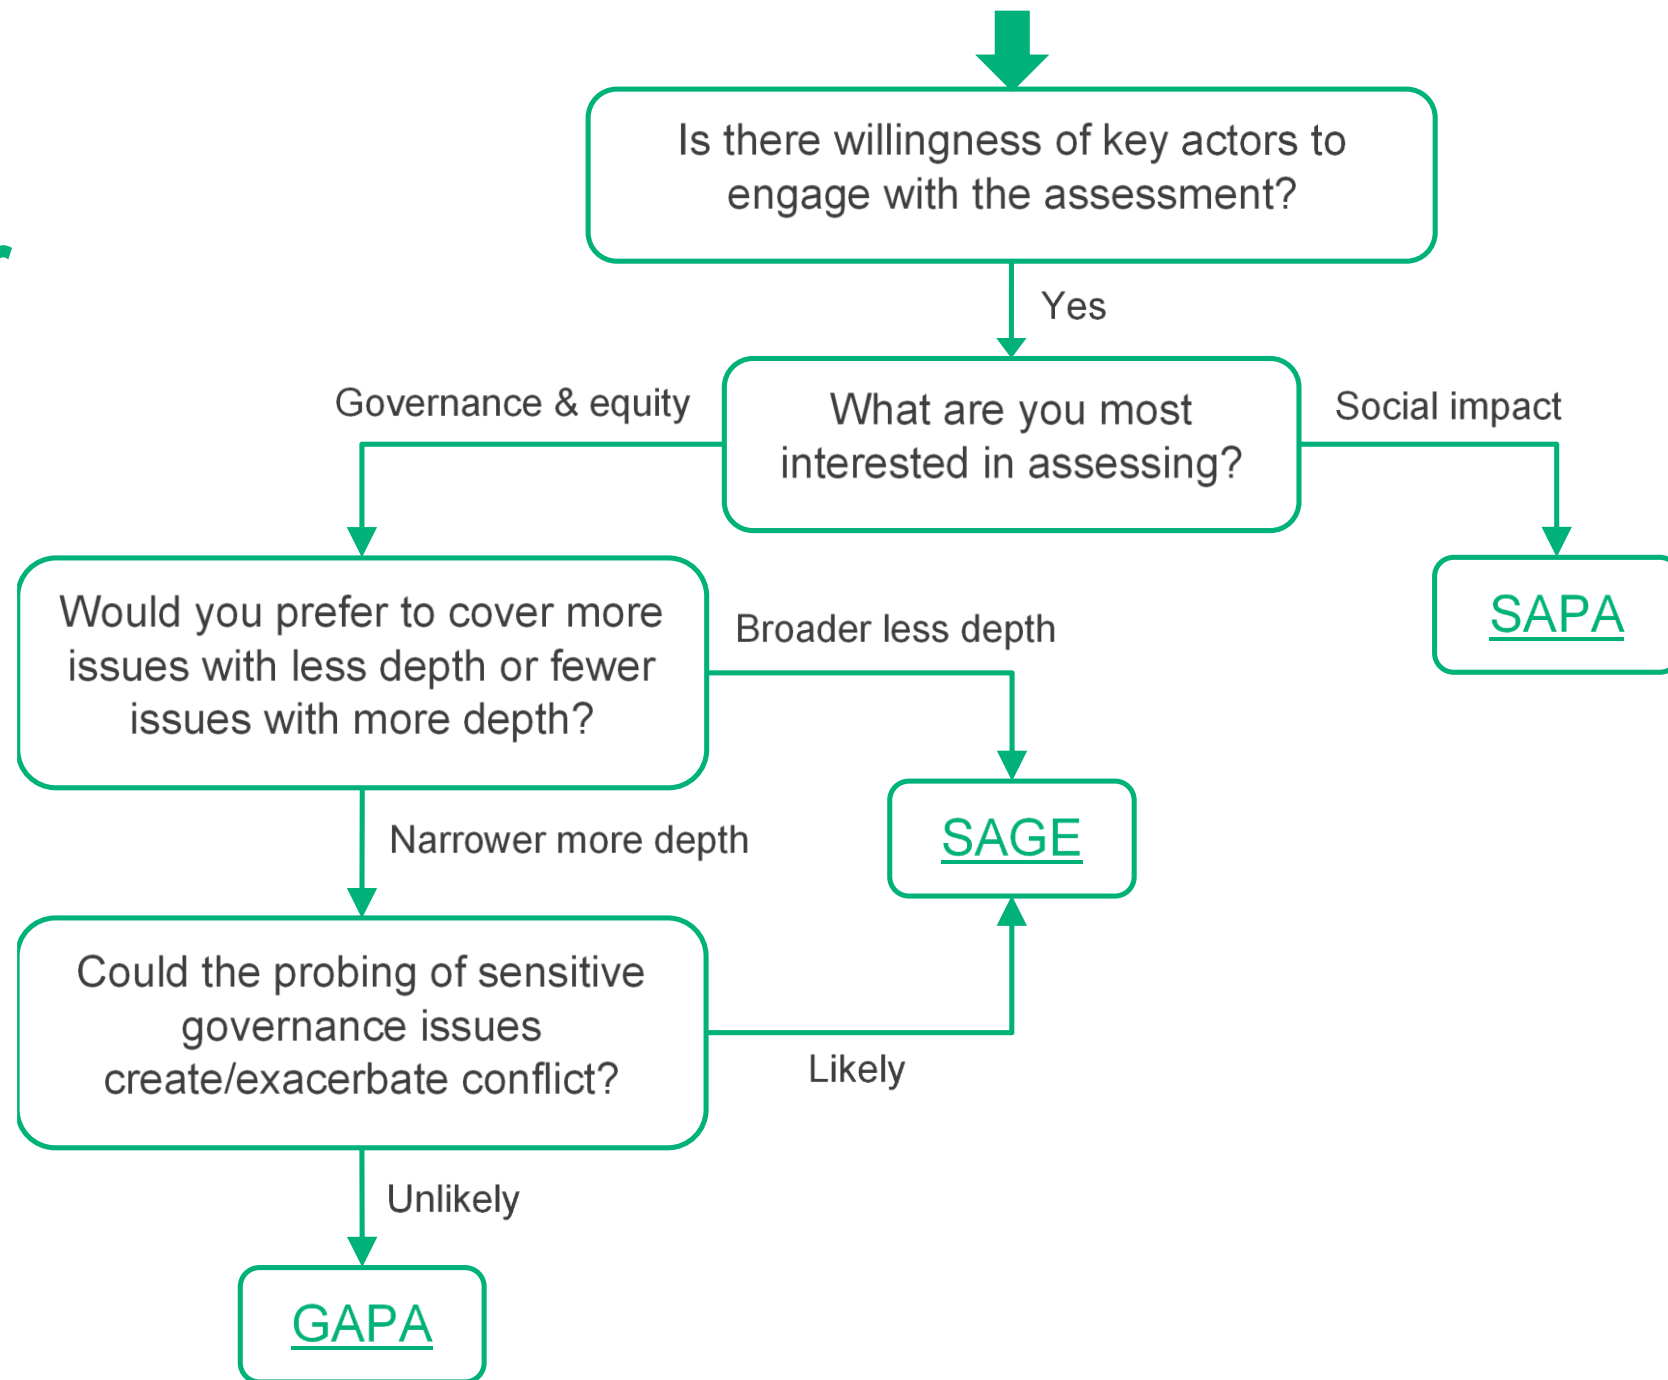 Is there willingness of key actors to
engage with the assessment?
Yes
Governance & equity
What are you most
interested in assessing?
Social impact
Would you prefer to cover more
issues with less depth or fewer
issues with more depth?
Broader less depth
SAPA
Narrower more depth
SAGE
Could the probing of sensitive
governance issues
create/exacerbate conflict?
Likely
Unlikely
GAPA